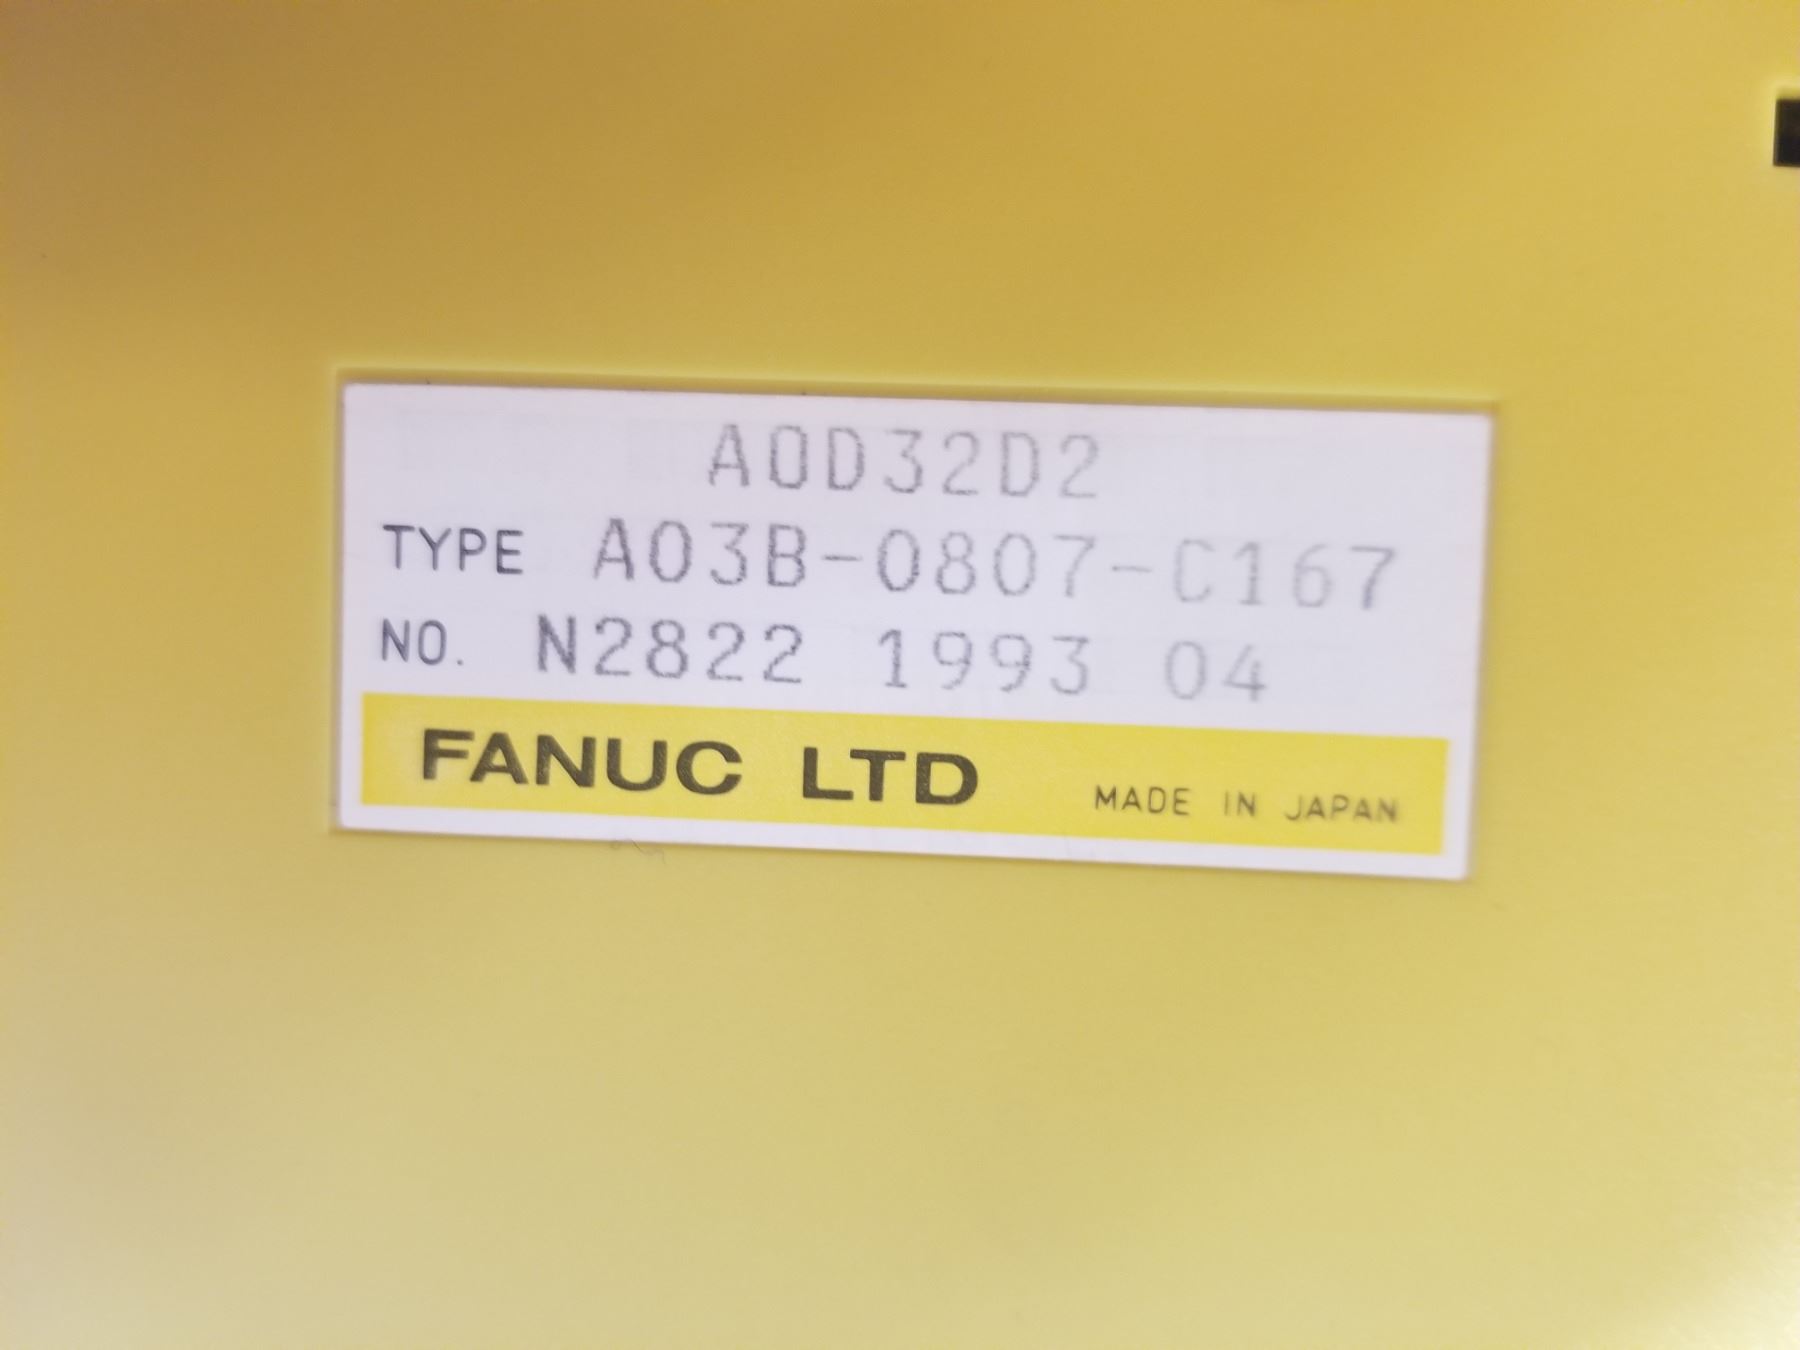 AOD32D2
TYPE A03B-0807-C167
NO. N2822 1993 04
FANUC LTD MADE IN JAPAN